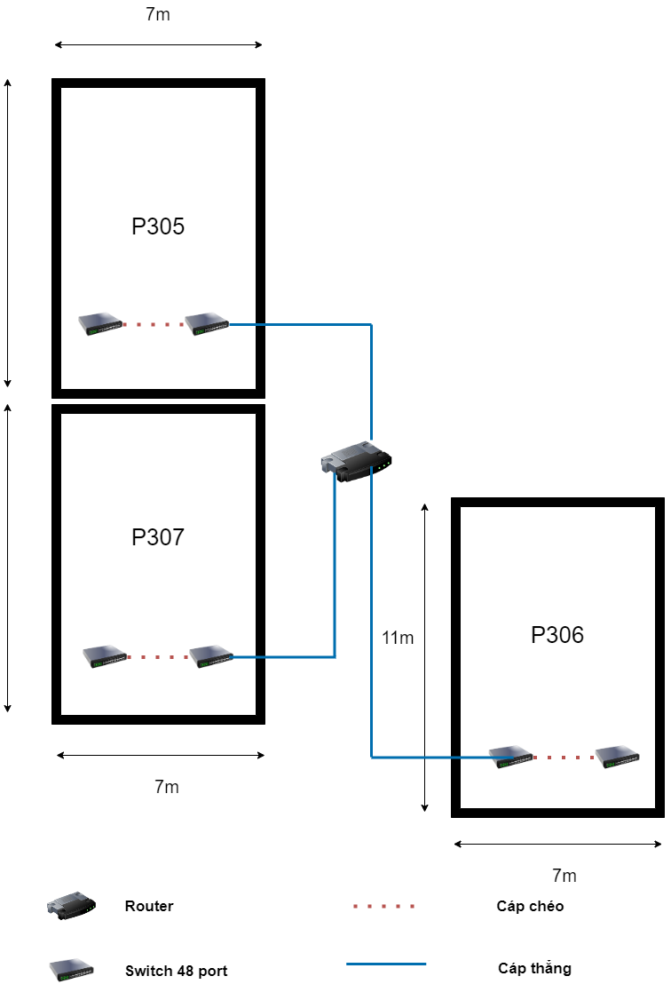 7m
P305
P307
11m
P306
7m
7m
Router
Cáp chéo
Switch 48 port
Cáp thẳng